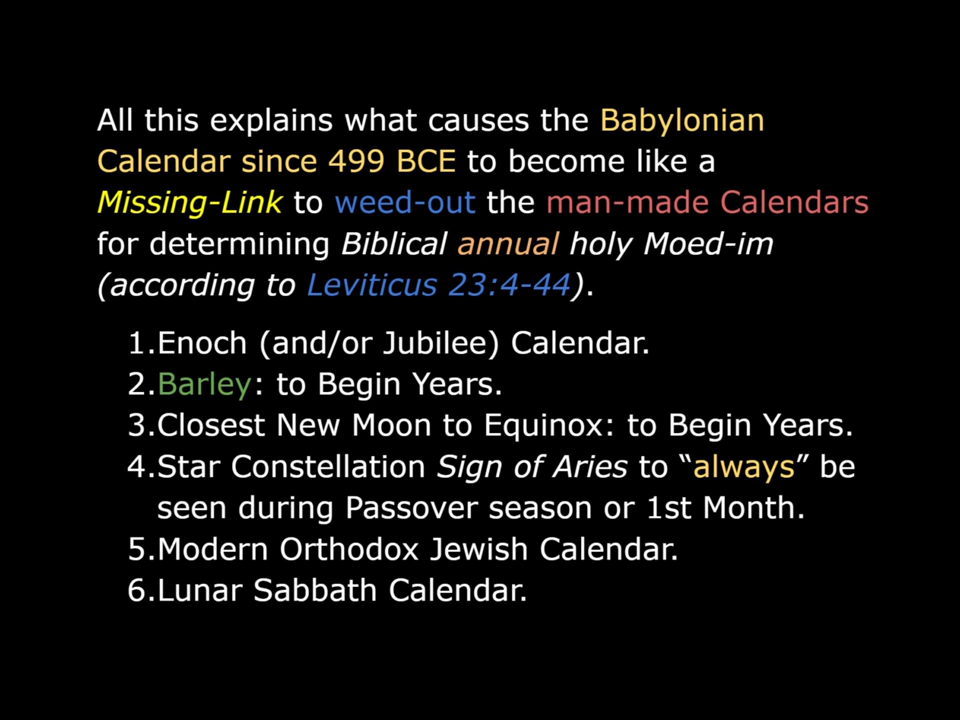 All this explains what causes the Babylonian
Calendar since 499 BCE to become like a
Missing-Link to weed-out the man-made Calendars
for determining Biblical annual holy Moed-im
(according to Leviticus 23:4-44).
1.Enoch (and/or Jubilee) Calendar.
2.Barley: to Begin Years.
3.Closest New Moon to Equinox: to Begin Years.
4.Star Constellation Sign of Aries to “always” be
seen during Passover season or 1st Month.
5.Modern Orthodox Jewish Calendar.
6.Lunar Sabbath Calendar.